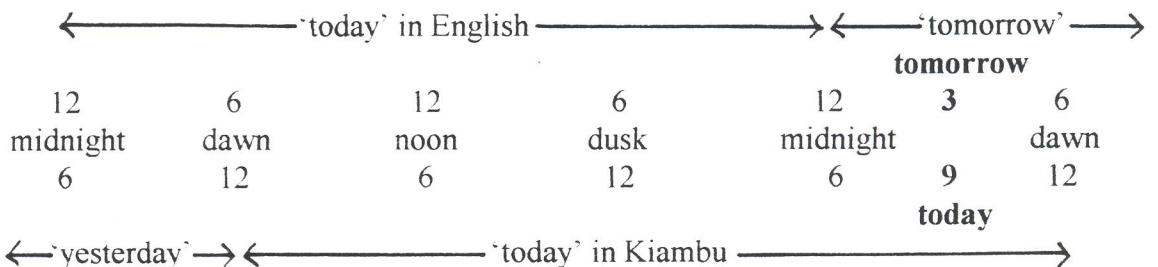 'today' in English 'tomorrow'
tomorrow
12 6 12 6 12 3 6
midnight dawn noon dusk midnight dawn
6 12 6 12 6 9 12
today
'yesterday' 'today' in Kiambu